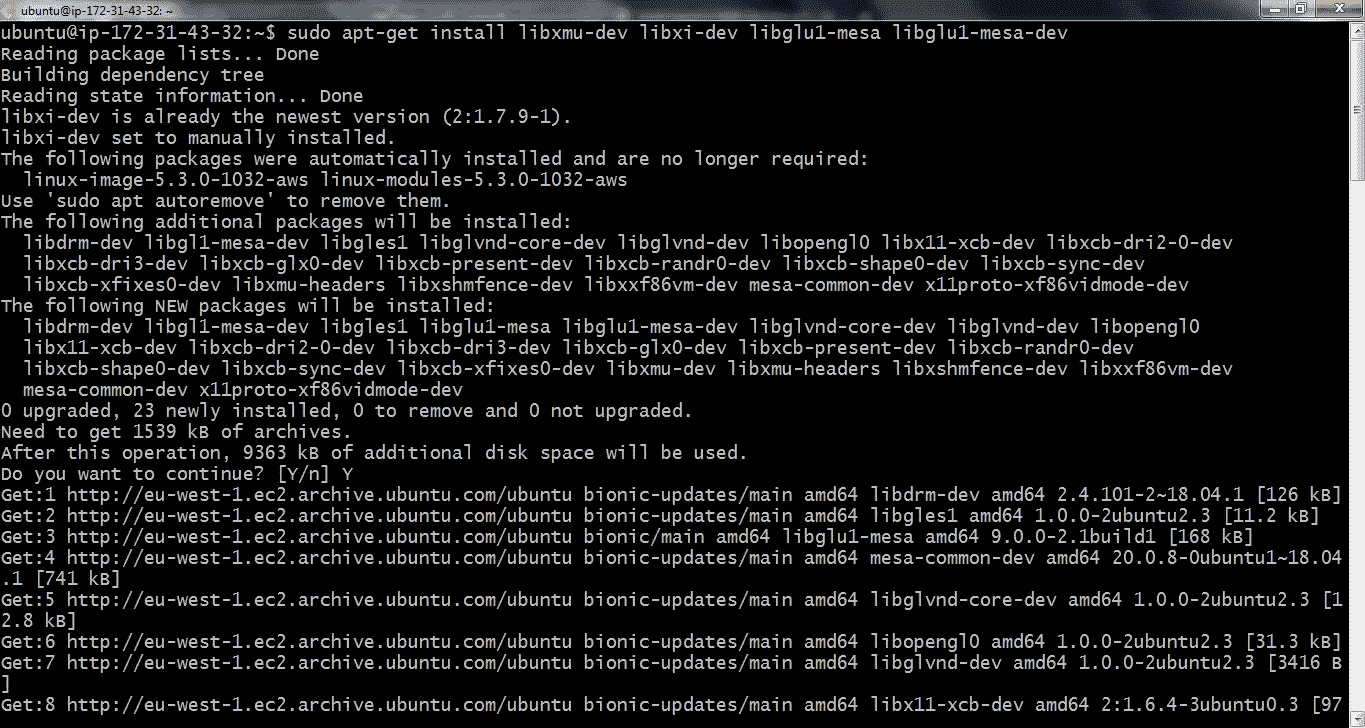 ubuntu@ip-172-31-43-32: ~
ubuntu@ip-172-31-43-32:~$ sudo apt-get install libxmu-dev libxi-dev libglu1-mesa libglu1-mesa-dev
Reading package lists... Done
Building dependency tree
Reading state information... Done
libxi-dev is already the newest version (2:1.7.9-1).
libxi-dev set to manually installed.
The following packages were automatically installed and are no longer required:
  linux-image-5.3.0-1032-aws linux-modules-5.3.0-1032-aws
Use 'sudo apt autoremove' to remove them.
The following additional packages will be installed:
  libdrm-dev libgl1-mesa-dev libgles1 libglvnd-core-dev libglvnd-dev libopengl0 libx11-xcb-dev libxcb-dri2-0-dev
  libxcb-dri3-dev libxcb-glx0-dev libxcb-present-dev libxcb-randr0-dev libxcb-shape0-dev libxcb-sync-dev
  libxcb-xfixes0-dev libxmu-headers libxshmfence-dev libxxf86vm-dev mesa-common-dev x11proto-xf86vidmode-dev
The following NEW packages will be installed:
  libdrm-dev libgl1-mesa-dev libgles1 libglu1-mesa libglu1-mesa-dev libglvnd-core-dev libglvnd-dev libopengl0
  libx11-xcb-dev libxcb-dri2-0-dev libxcb-dri3-dev libxcb-glx0-dev libxcb-present-dev libxcb-randr0-dev
  libxcb-shape0-dev libxcb-sync-dev libxcb-xfixes0-dev libxmu-dev libxmu-headers libxshmfence-dev libxxf86vm-dev
  mesa-common-dev x11proto-xf86vidmode-dev
0 upgraded, 23 newly installed, 0 to remove and 0 not upgraded.
Need to get 1539 kB of archives.
After this operation, 9363 kB of additional disk space will be used.
Do you want to continue? [Y/n] Y
Get:1 http://eu-west-1.ec2.archive.ubuntu.com/ubuntu bionic-updates/main amd64 libdrm-dev amd64 2.4.101-2~18.04.1 [126 kB]
Get:2 http://eu-west-1.ec2.archive.ubuntu.com/ubuntu bionic-updates/main amd64 libgles1 amd64 1.0.0-2ubuntu2.3 [11.2 kB]
Get:3 http://eu-west-1.ec2.archive.ubuntu.com/ubuntu bionic/main amd64 libglu1-mesa amd64 9.0.0-2.1build1 [168 kB]
Get:4 http://eu-west-1.ec2.archive.ubuntu.com/ubuntu bionic-updates/main amd64 mesa-common-dev amd64 20.0.8-0ubuntu1~18.04
.1 [741 kB]
Get:5 http://eu-west-1.ec2.archive.ubuntu.com/ubuntu bionic-updates/main amd64 libglvnd-core-dev amd64 1.0.0-2ubuntu2.3 [1
2.8 kB]
Get:6 http://eu-west-1.ec2.archive.ubuntu.com/ubuntu bionic-updates/main amd64 libopengl0 amd64 1.0.0-2ubuntu2.3 [31.3 kB]
Get:7 http://eu-west-1.ec2.archive.ubuntu.com/ubuntu bionic-updates/main amd64 libglvnd-dev amd64 1.0.0-2ubuntu2.3 [3416 B
]
Get:8 http://eu-west-1.ec2.archive.ubuntu.com/ubuntu bionic-updates/main amd64 libx11-xcb-dev amd64 2:1.6.4-3ubuntu0.3 [97